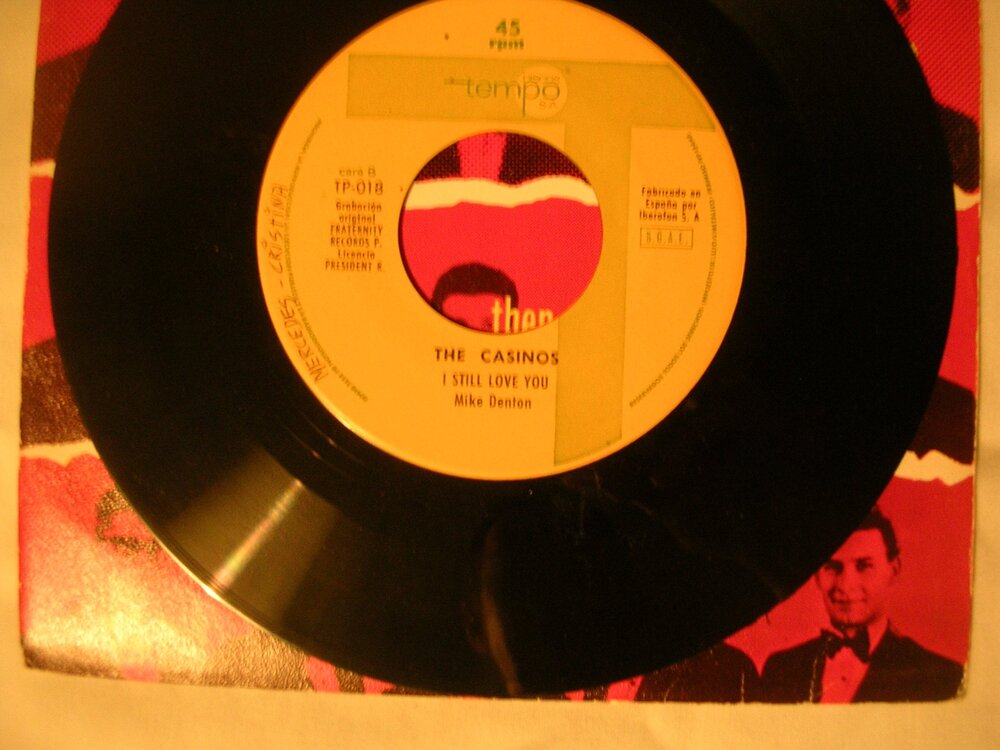 45
rpm
tempo
cara B
TP-018
Grabación
original
FRATERNITY
RECORDS P.
Licencia
PRESIDENT R.
Fabricado en
España por
Iberofon S. A
S.G.A.E.
MERCEDES - CRISTINA
then
THE CASINOS
I STILL LOVE YOU
Mike Denton